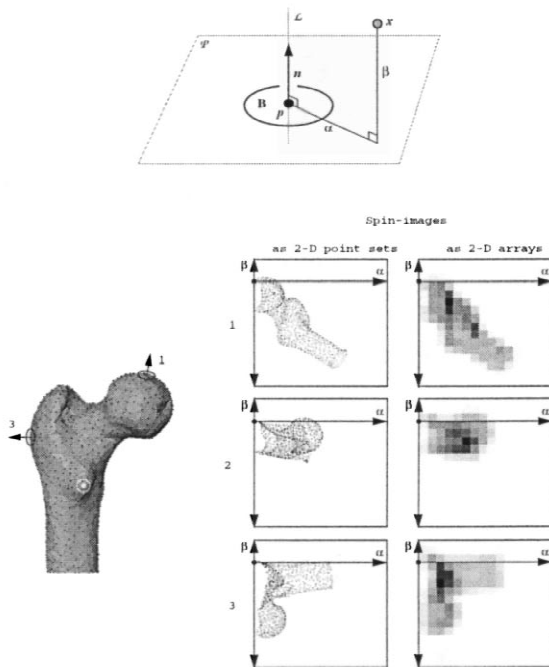 ℒ
x
𝒫
β
n
B
p
α
Spin-images
as 2-D point sets
as 2-D arrays
β
α
β
α
1
1
3
β
α
β
α
2
β
α
β
α
3